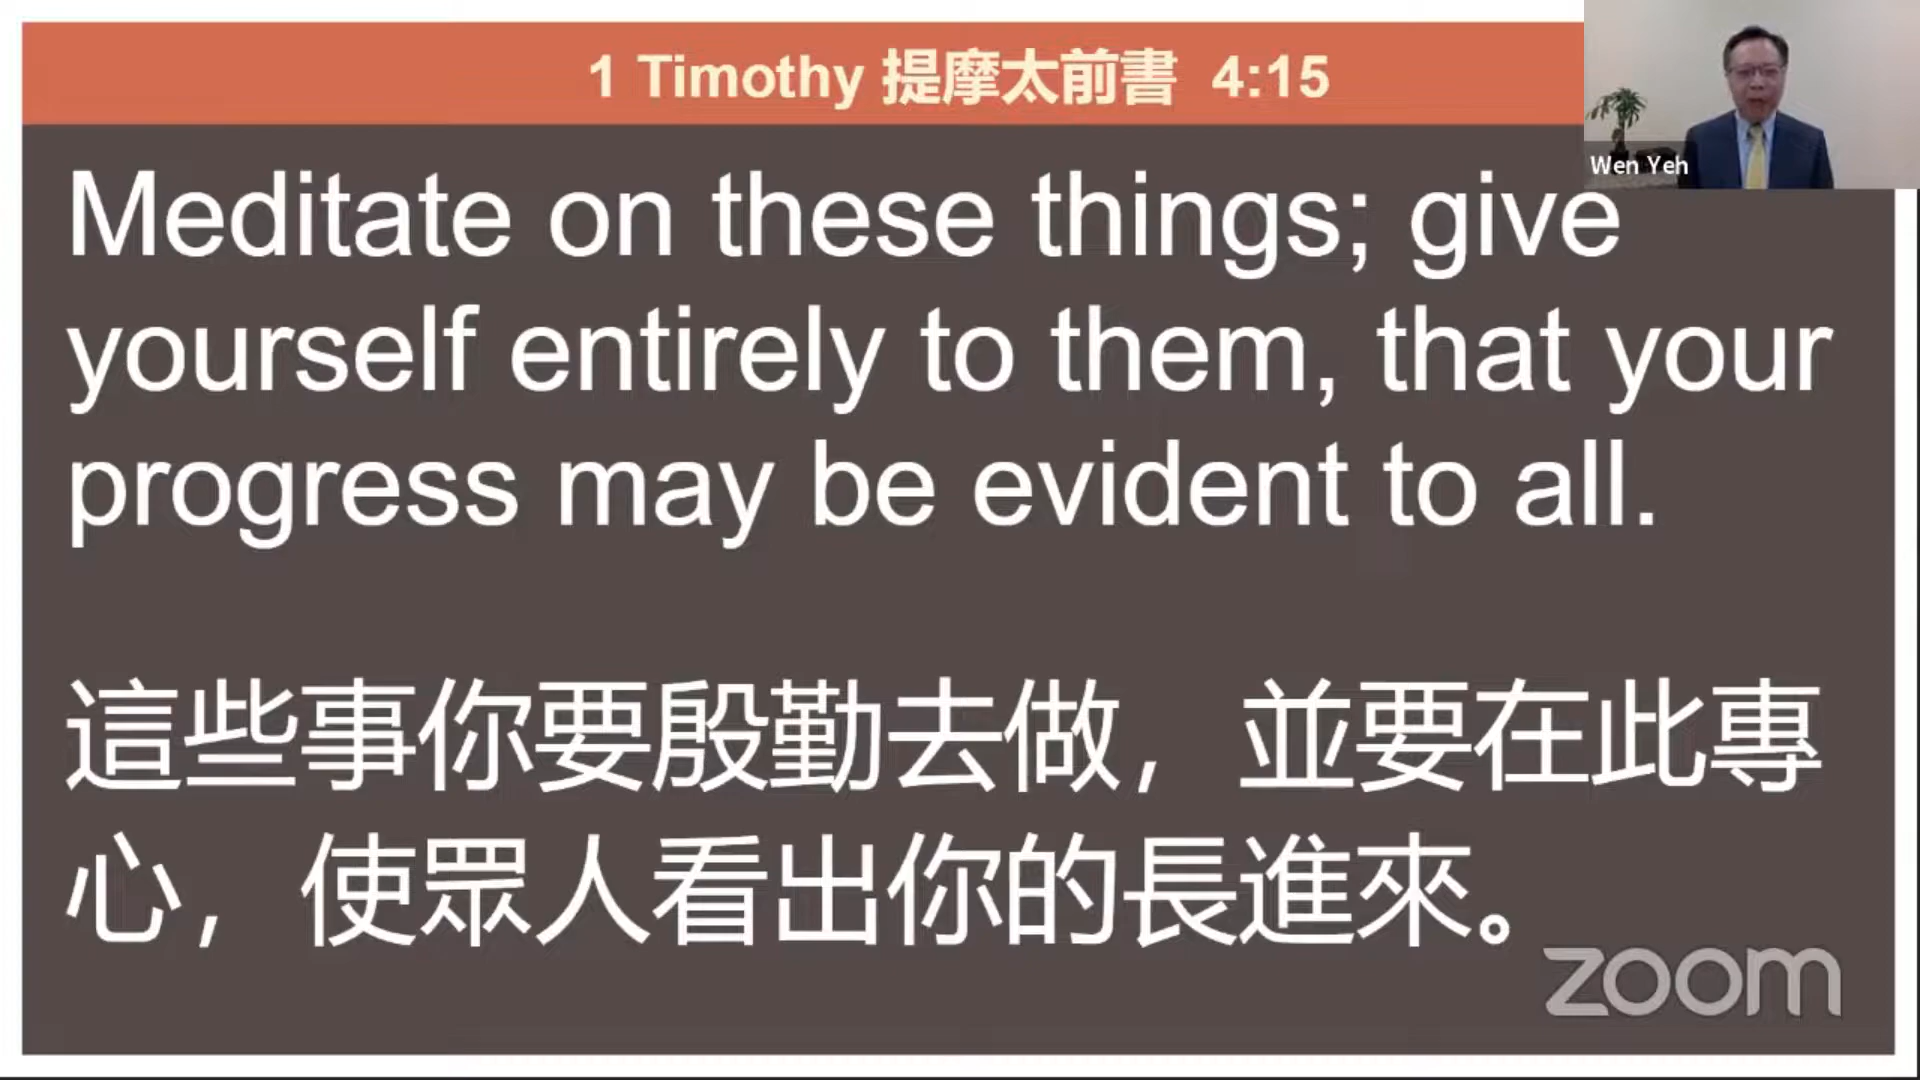 1 Timothy 提摩太前書 4:15
Wen Yeh
Meditate on these things; give
yourself entirely to them, that your
progress may be evident to all.
這些事你要殷勤去做，並要在此專
心，使眾人看出你的長進來。
zoom